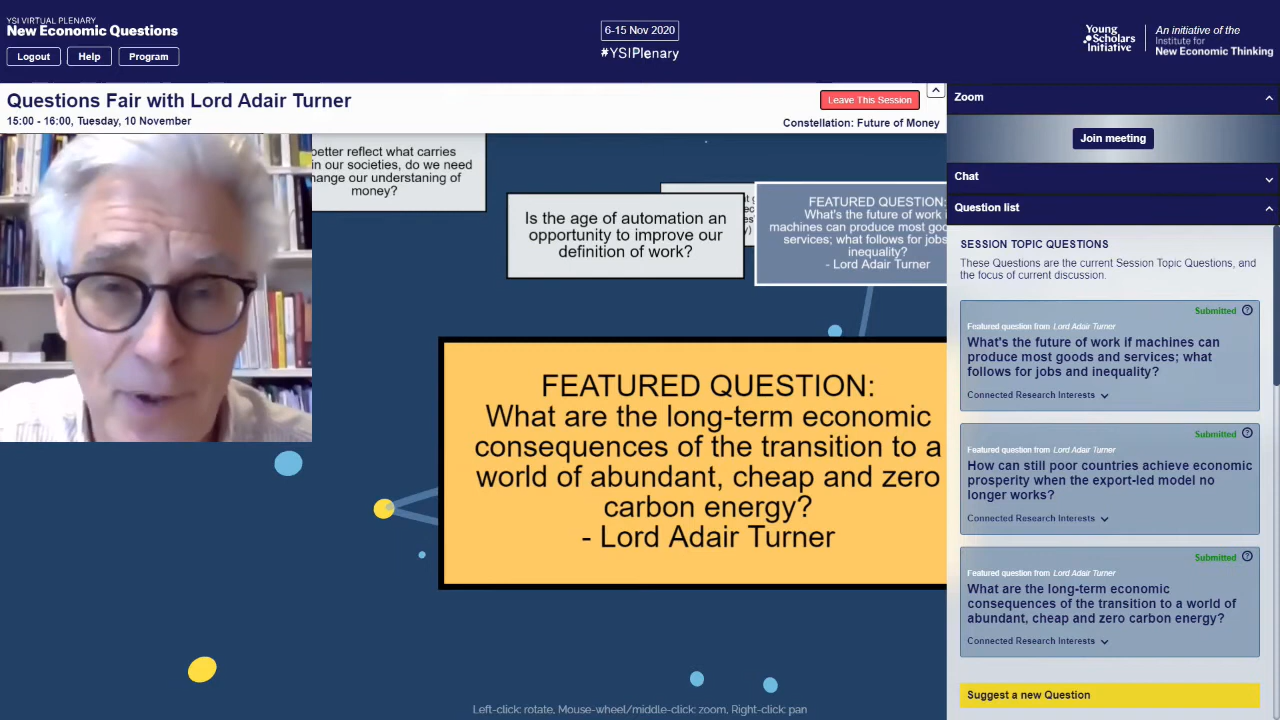 YSI VIRTUAL PLENARY
New Economic Questions
Logout
Help
Program
6-15 Nov 2020
#YSIPlenary
Young
Scholars
Initiative
An initiative of the
Institute for
New Economic Thinking
Questions Fair with Lord Adair Turner
15:00 - 16:00, Tuesday, 10 November
Leave This Session
Constellation: Future of Money
better reflect what carries
in our societies, do we need
hange our understaning of
money?
Is the age of automation an
opportunity to improve our
definition of work?
FEATURED QUESTION:
What's the future of work i
machines can produce most goo
services; what follows for jobs
inequality?
- Lord Adair Turner
FEATURED QUESTION:
What are the long-term economic
consequences of the transition to a
world of abundant, cheap and zero
carbon energy?
- Lord Adair Turner
Left-click: rotate, Mouse-wheel/middle-click: zoom, Right-click: pan
Zoom
Join meeting
Chat
Question list
SESSION TOPIC QUESTIONS
These Questions are the current Session Topic Questions, and
the focus of current discussion.
Submitted
Featured question from Lord Adair Turner
What's the future of work if machines can
produce most goods and services; what
follows for jobs and inequality?
Connected Research Interests
Submitted
Featured question from Lord Adair Turner
How can still poor countries achieve economic
prosperity when the export-led model no
longer works?
Connected Research Interests
Submitted
Featured question from Lord Adair Turner
What are the long-term economic
consequences of the transition to a world of
abundant, cheap and zero carbon energy?
Connected Research Interests
Suggest a new Question